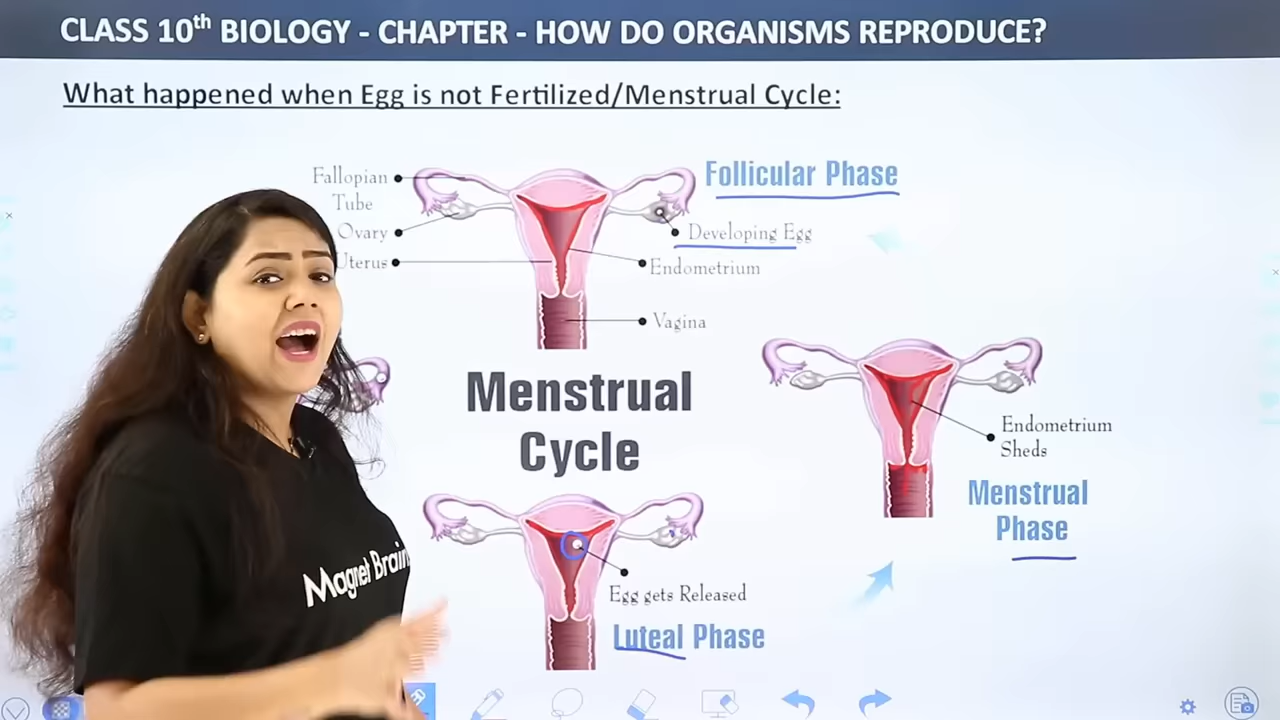 CLASS 10th BIOLOGY - CHAPTER - HOW DO ORGANISMS REPRODUCE?
What happened when Egg is not Fertilized/Menstrual Cycle:
Fallopian
Tube
Ovary
Uterus
Follicular Phase
Developing Egg
Endometrium
Vagina
Menstrual
Cycle
Endometrium
Sheds
Menstrual
Phase
Egg gets Released
Luteal Phase
Magnet Brain